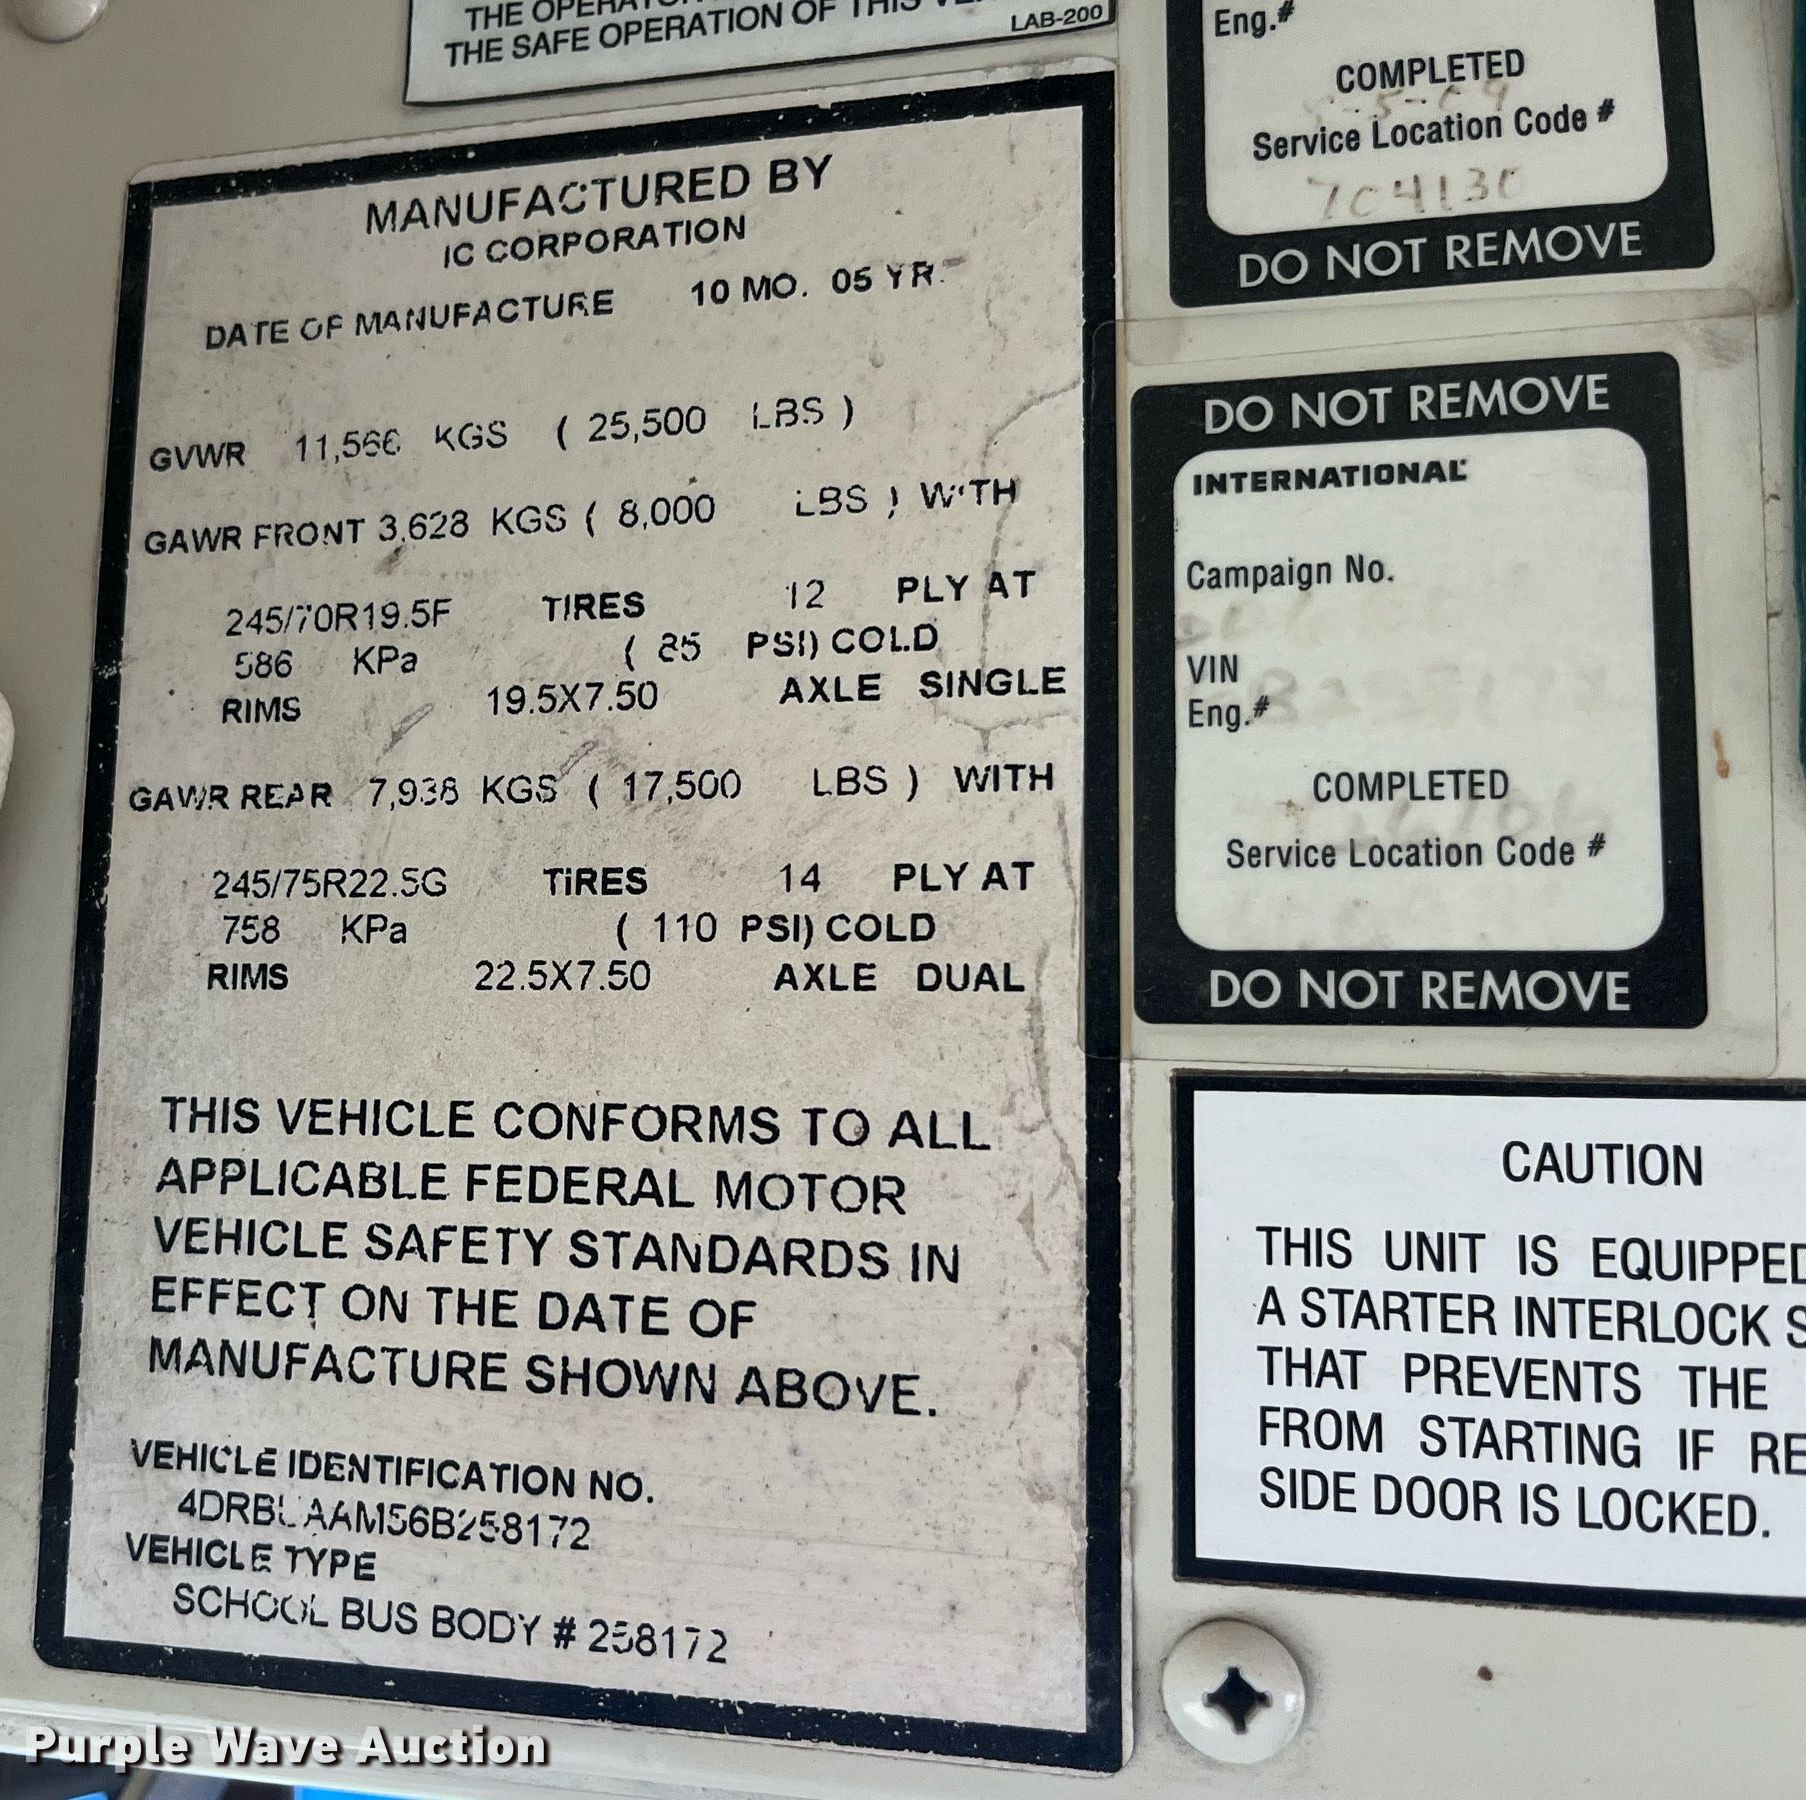 THE SAFE OPERATION OF THIS
LAB-200
MANUFACTURED BY
IC CORPORATION
DATE OF MANUFACTURE 10 MO. 05 YR.
GVWR 11,566 KGS ( 25,500 LBS )
GAWR FRONT 3,628 KGS ( 8,000 LBS ) WITH
245/70R19.5F TIRES 12 PLY AT
586 KPa ( 85 PSI) COLD
RIMS 19.5X7.50 AXLE SINGLE
GAWR REAR 7,938 KGS ( 17,500 LBS ) WITH
245/75R22.5G TIRES 14 PLY AT
758 KPa ( 110 PSI) COLD
RIMS 22.5X7.50 AXLE DUAL
THIS VEHICLE CONFORMS TO ALL
APPLICABLE FEDERAL MOTOR
VEHICLE SAFETY STANDARDS IN
EFFECT ON THE DATE OF
MANUFACTURE SHOWN ABOVE.
VEHICLE IDENTIFICATION NO.
4DRBUAAM56B258172
VEHICLE TYPE
SCHOOL BUS BODY # 258172
Eng.#
COMPLETED
Service Location Code #
DO NOT REMOVE
DO NOT REMOVE
INTERNATIONAL
Campaign No.
VIN
Eng.#
COMPLETED
Service Location Code #
DO NOT REMOVE
CAUTION
THIS UNIT IS EQUIPPED
A STARTER INTERLOCK
THAT PREVENTS THE
FROM STARTING IF
SIDE DOOR IS LOCKED.
Purple Wave Auction